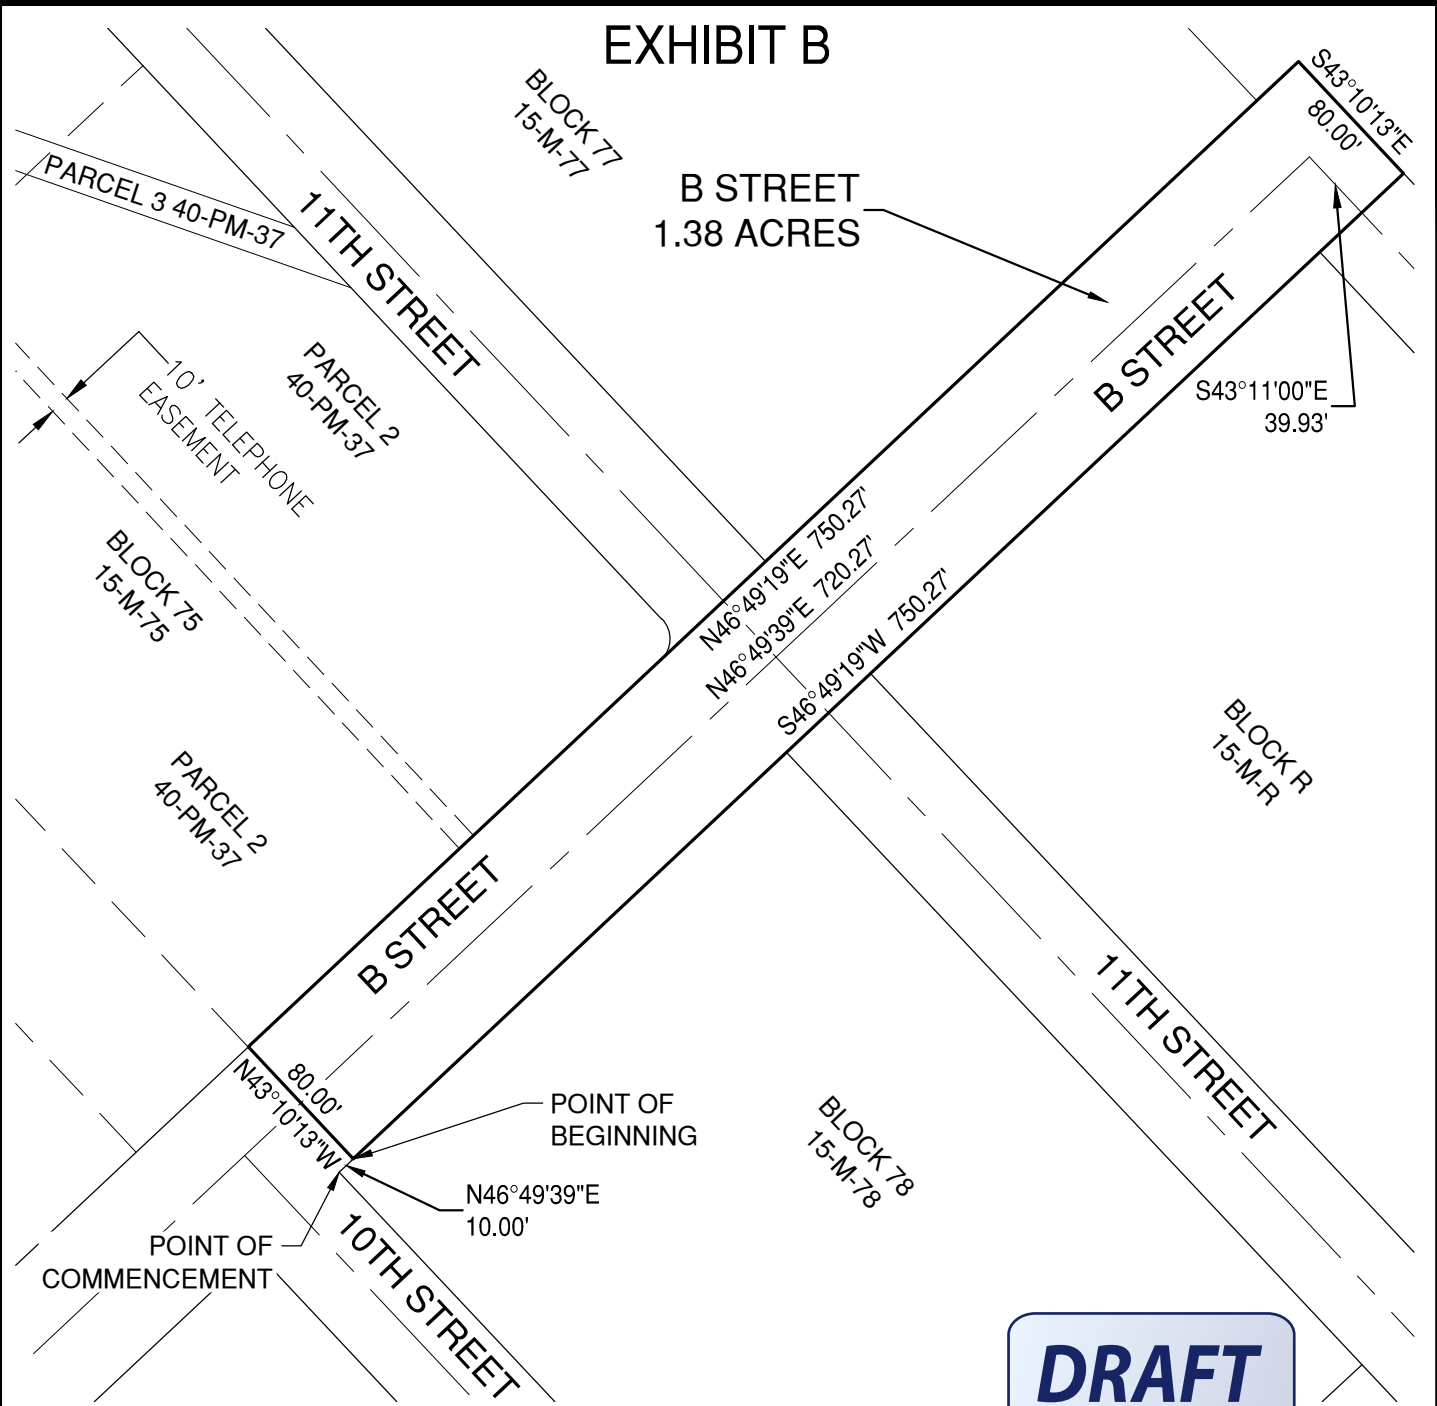 EXHIBIT B
S43°10'13"E
80.00'
BLOCK 77
15-M-77
B STREET
1.38 ACRES
PARCEL 3 40-PM-37
11TH STREET
B STREET
S43°11'00"E
39.93'
10' TELEPHONE
EASEMENT
PARCEL 2
40-PM-37
BLOCK 75
15-M-75
N46°49'19"E 750.27'
N46°49'39"E 720.27'
S46°49'19"W 750.27'
BLOCK R
15-M-R
PARCEL 2
40-PM-37
B STREET
11TH STREET
80.00'
N43°10'13"W
POINT OF
BEGINNING
BLOCK 78
15-M-78
N46°49'39"E
10.00'
POINT OF
COMMENCEMENT
10TH STREET
DRAFT